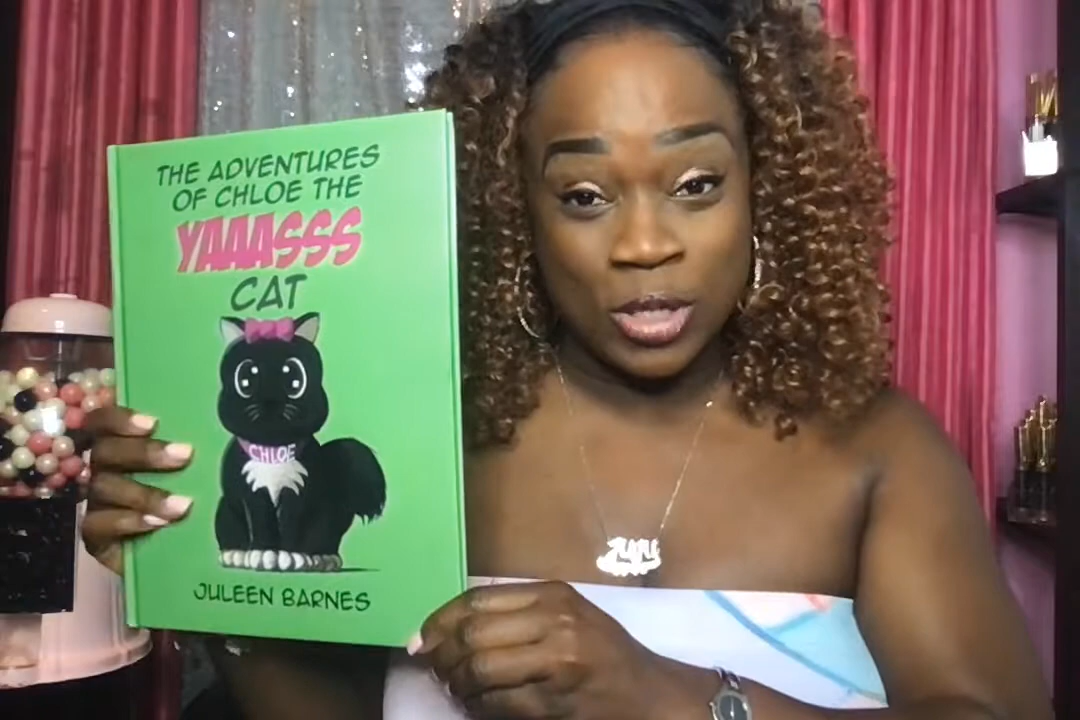 THE ADVENTURES
OF CHLOE THE
YAAASSS
CAT
CHLOE
JULEEN BARNES